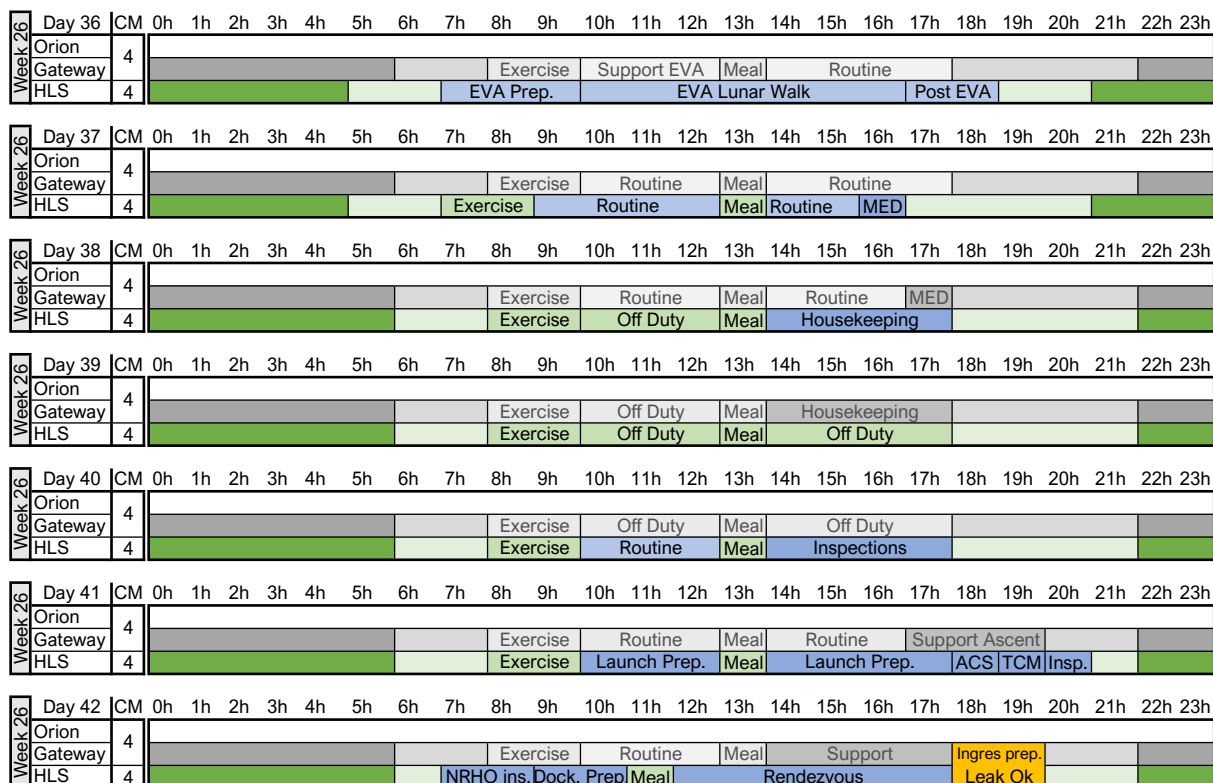 Week 26 Day 36 CM 0h 1h 2h 3h 4h 5h 6h 7h 8h 9h 10h 11h 12h 13h 14h 15h 16h 17h 18h 19h 20h 21h 22h 23h
Orion 4
Gateway Exercise Support EVA Meal Routine
HLS 4 EVA Prep. EVA Lunar Walk Post EVA
Week 26 Day 37 CM 0h 1h 2h 3h 4h 5h 6h 7h 8h 9h 10h 11h 12h 13h 14h 15h 16h 17h 18h 19h 20h 21h 22h 23h
Orion 4
Gateway Exercise Routine Meal Routine
HLS 4 Exercise Routine Meal Routine MED
Week 26 Day 38 CM 0h 1h 2h 3h 4h 5h 6h 7h 8h 9h 10h 11h 12h 13h 14h 15h 16h 17h 18h 19h 20h 21h 22h 23h
Orion 4
Gateway Exercise Routine Meal Routine MED
HLS 4 Exercise Off Duty Meal Housekeeping
Week 26 Day 39 CM 0h 1h 2h 3h 4h 5h 6h 7h 8h 9h 10h 11h 12h 13h 14h 15h 16h 17h 18h 19h 20h 21h 22h 23h
Orion 4
Gateway Exercise Off Duty Meal Housekeeping
HLS 4 Exercise Off Duty Meal Off Duty
Week 26 Day 40 CM 0h 1h 2h 3h 4h 5h 6h 7h 8h 9h 10h 11h 12h 13h 14h 15h 16h 17h 18h 19h 20h 21h 22h 23h
Orion 4
Gateway Exercise Off Duty Meal Off Duty
HLS 4 Exercise Routine Meal Inspections
Week 26 Day 41 CM 0h 1h 2h 3h 4h 5h 6h 7h 8h 9h 10h 11h 12h 13h 14h 15h 16h 17h 18h 19h 20h 21h 22h 23h
Orion 4
Gateway Exercise Routine Meal Routine Support Ascent
HLS 4 Exercise Launch Prep. Meal Launch Prep. ACS TCM Insp.
Week 26 Day 42 CM 0h 1h 2h 3h 4h 5h 6h 7h 8h 9h 10h 11h 12h 13h 14h 15h 16h 17h 18h 19h 20h 21h 22h 23h
Orion 4
Gateway Exercise Routine Meal Support Ingres prep.
HLS 4 NRHO ins. Dock. Prep Meal Rendezvous Leak Ok